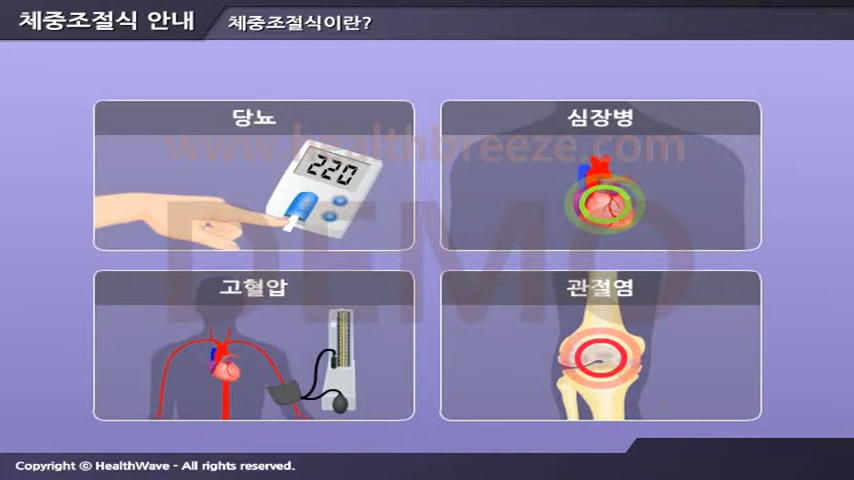 체중조절식 안내
체중조절식이란?
당뇨
심장병
www.healthbreeze.com
220
DEMO
고혈압
관절염
Copyright ⓒ HealthWave - All rights reserved.